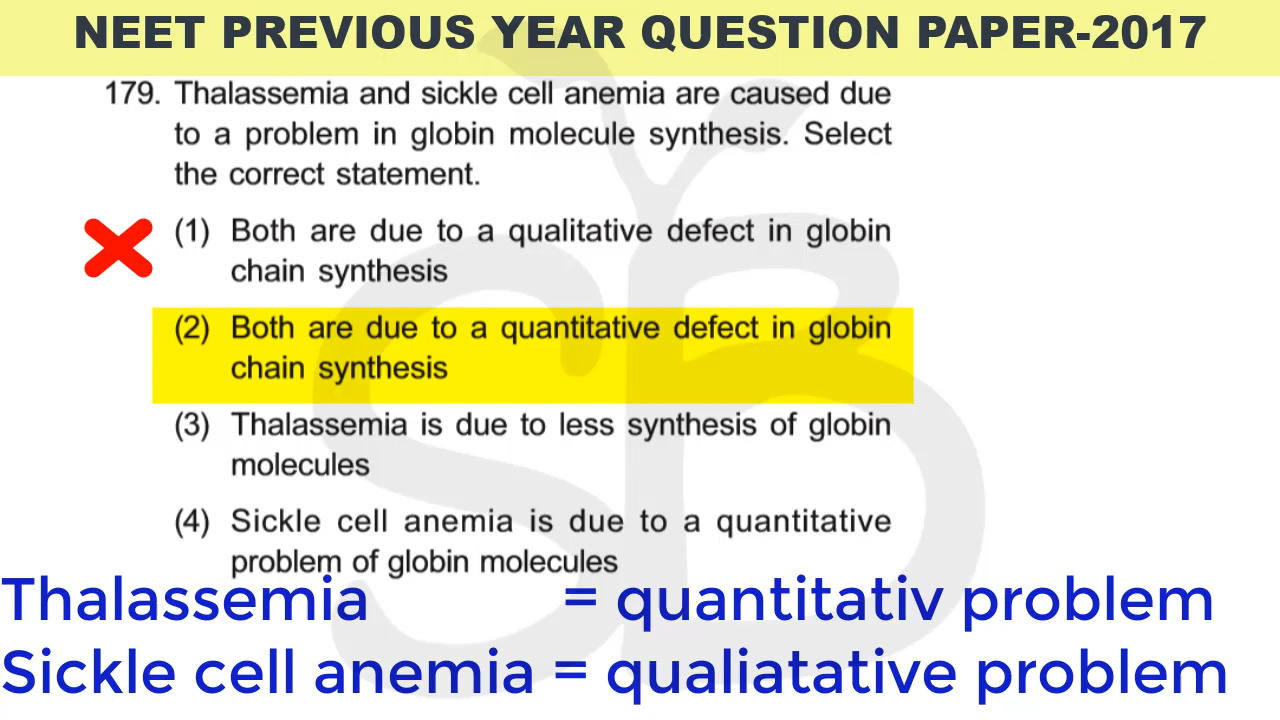 NEET PREVIOUS YEAR QUESTION PAPER-2017
179. Thalassemia and sickle cell anemia are caused due
to a problem in globin molecule synthesis. Select
the correct statement.
(1) Both are due to a qualitative defect in globin
chain synthesis
(2) Both are due to a quantitative defect in globin
chain synthesis
(3) Thalassemia is due to less synthesis of globin
molecules
(4) Sickle cell anemia is due to a quantitative
problem of globin molecules
Thalassemia = quantitativ problem
Sickle cell anemia = qualiatative problem
SB